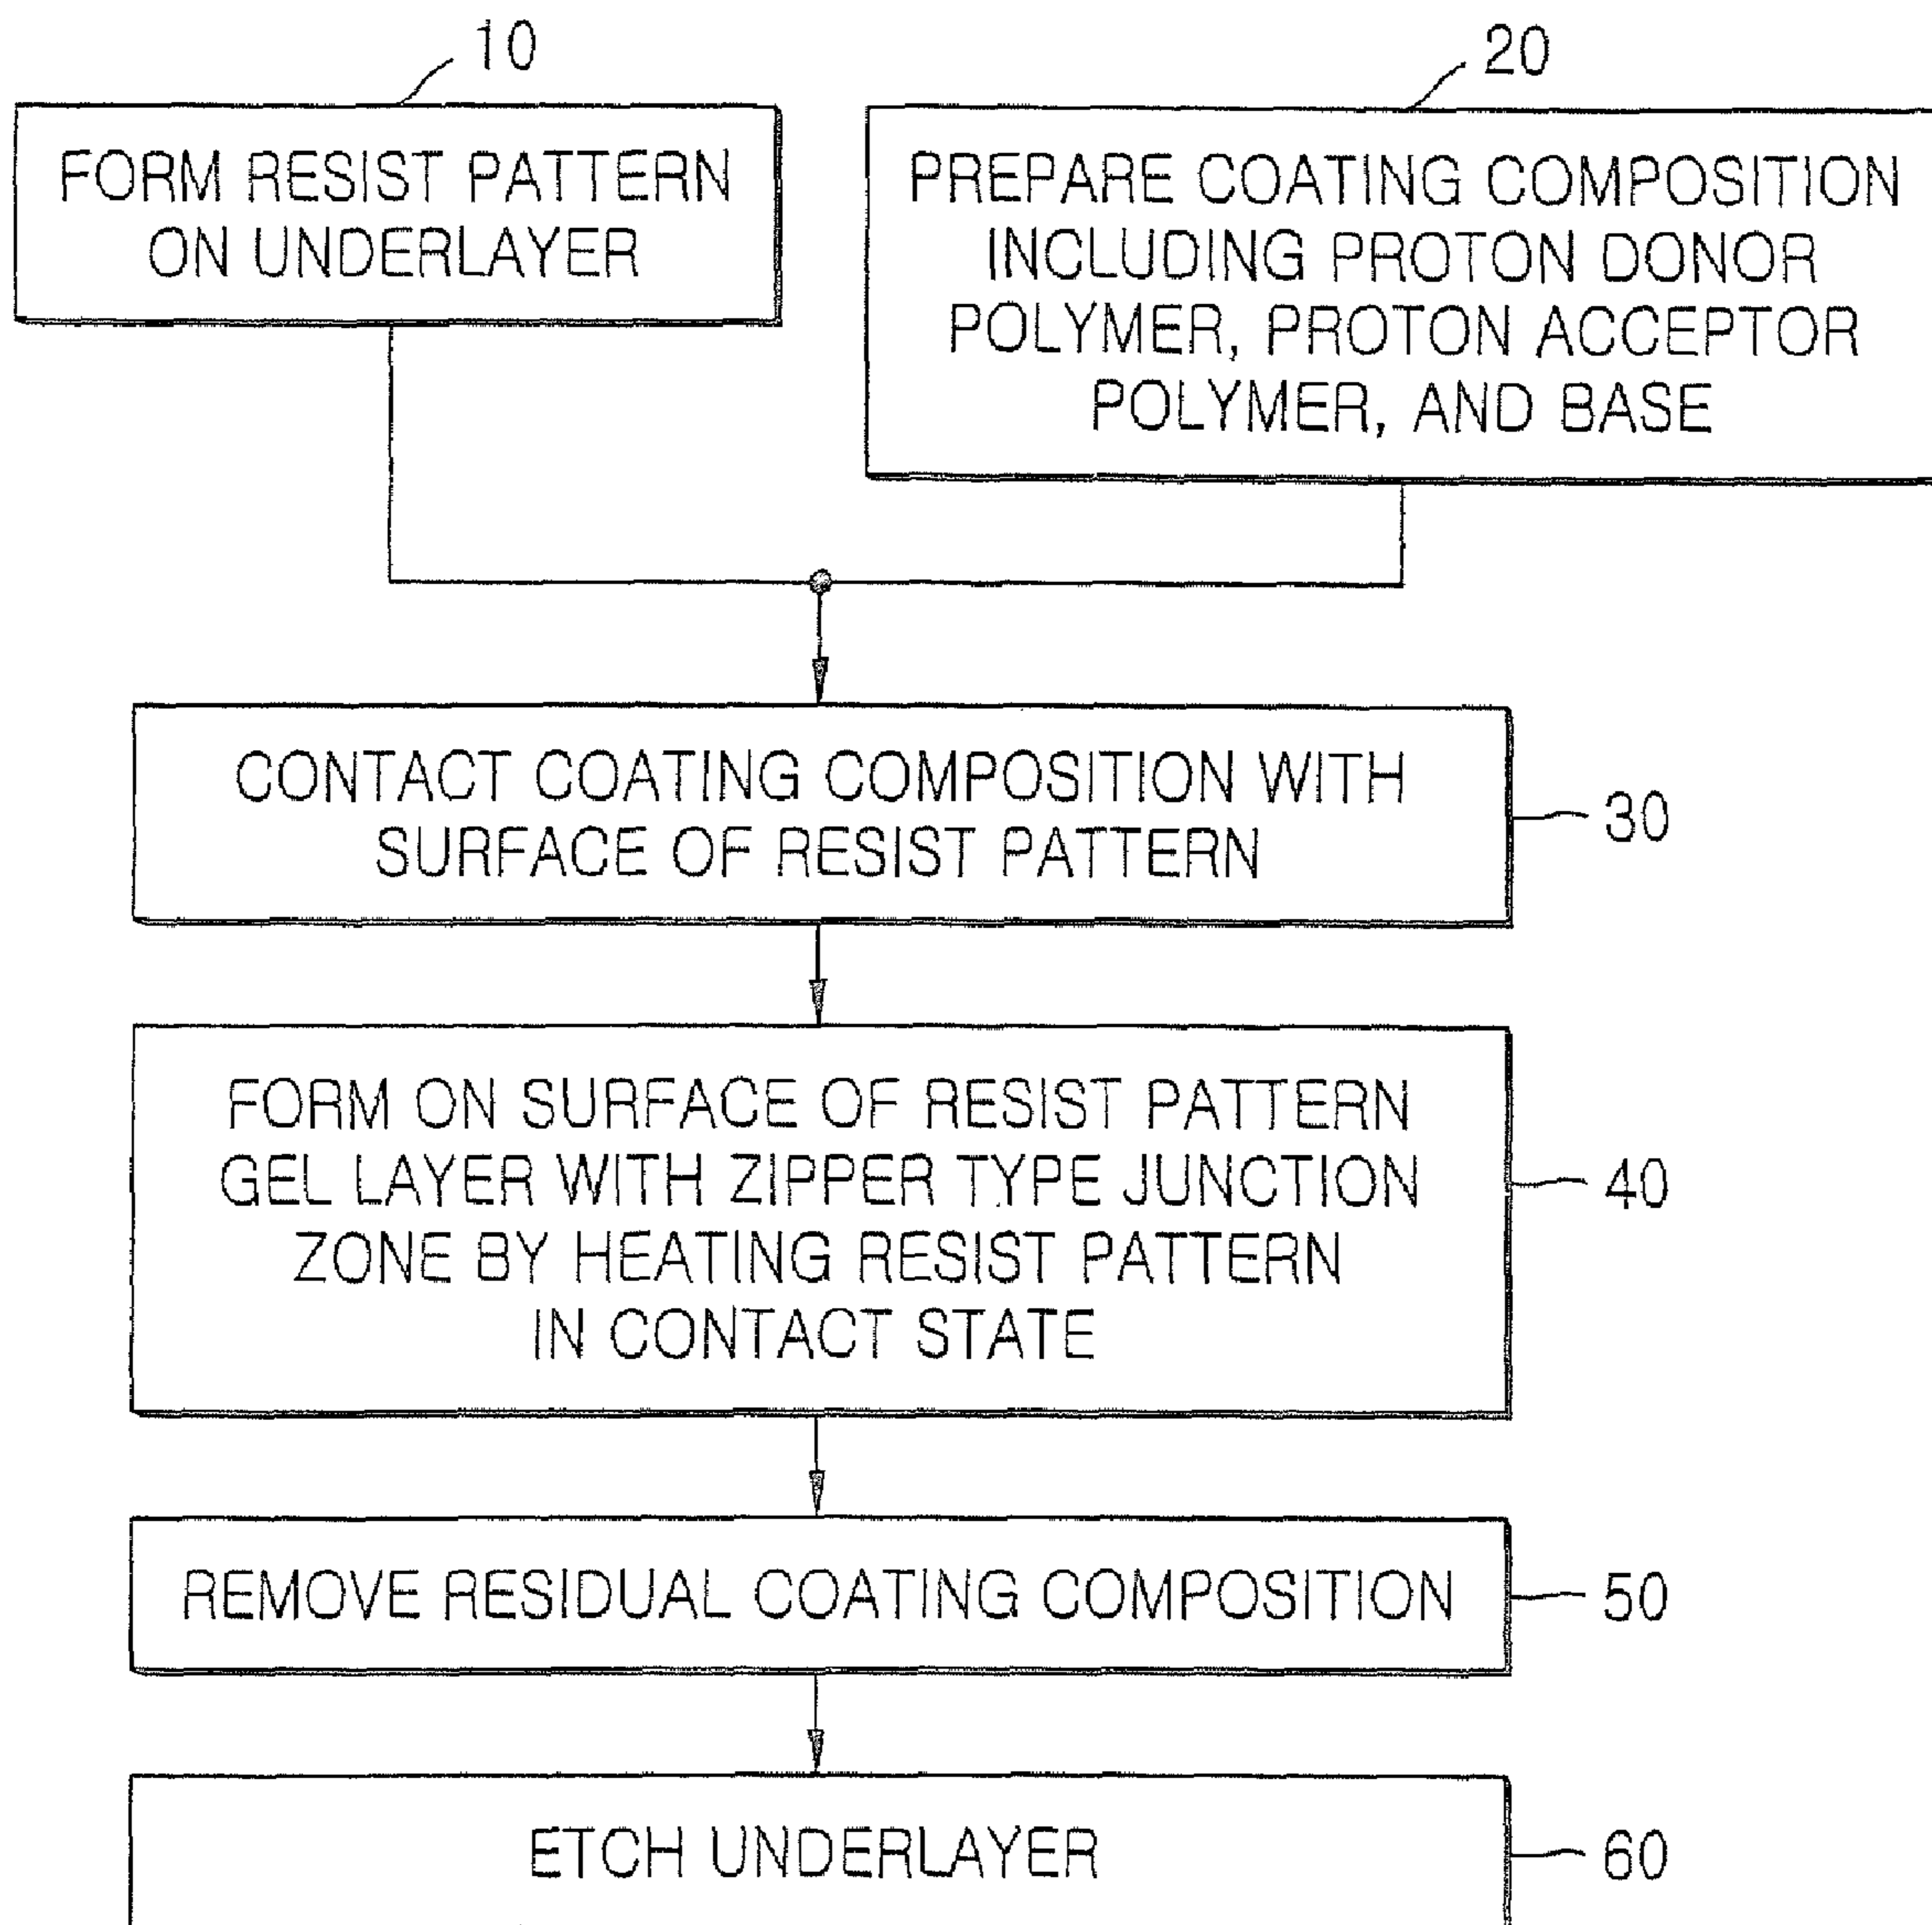 10
FORM RESIST PATTERN
ON UNDERLAYER
20
PREPARE COATING COMPOSITION
INCLUDING PROTON DONOR
POLYMER, PROTON ACCEPTOR
POLYMER, AND BASE
CONTACT COATING COMPOSITION WITH
SURFACE OF RESIST PATTERN
30
FORM ON SURFACE OF RESIST PATTERN
GEL LAYER WITH ZIPPER TYPE JUNCTION
ZONE BY HEATING RESIST PATTERN
IN CONTACT STATE
40
REMOVE RESIDUAL COATING COMPOSITION
50
ETCH UNDERLAYER
60